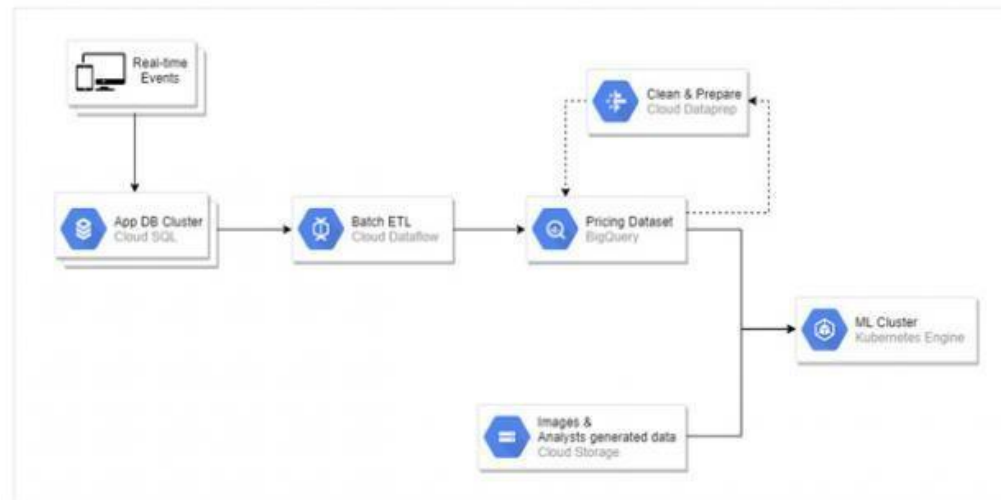 Real-time
Events
Clean & Prepare
Cloud Dataprep
App DB Cluster
Cloud SQL
Batch ETL
Cloud Dataflow
Pricing Dataset
BigQuery
ML Cluster
Kubernetes Engine
Images &
Analysts generated data
Cloud Storage